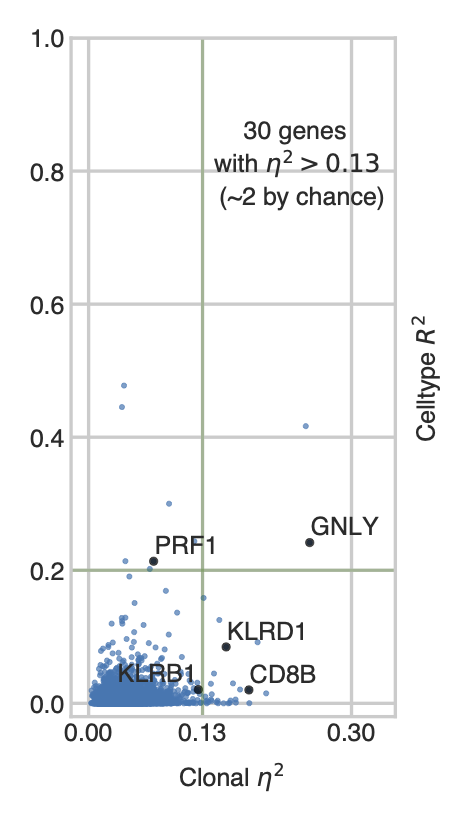 1.0
30 genes
with η² > 0.13
0.8
(~2 by chance)
0.6
Celltype R²
0.4
GNLY
PRF1
0.2
KLRD1
KLRB1
CD8B
0.0
0.00
0.13
0.30
Clonal η²